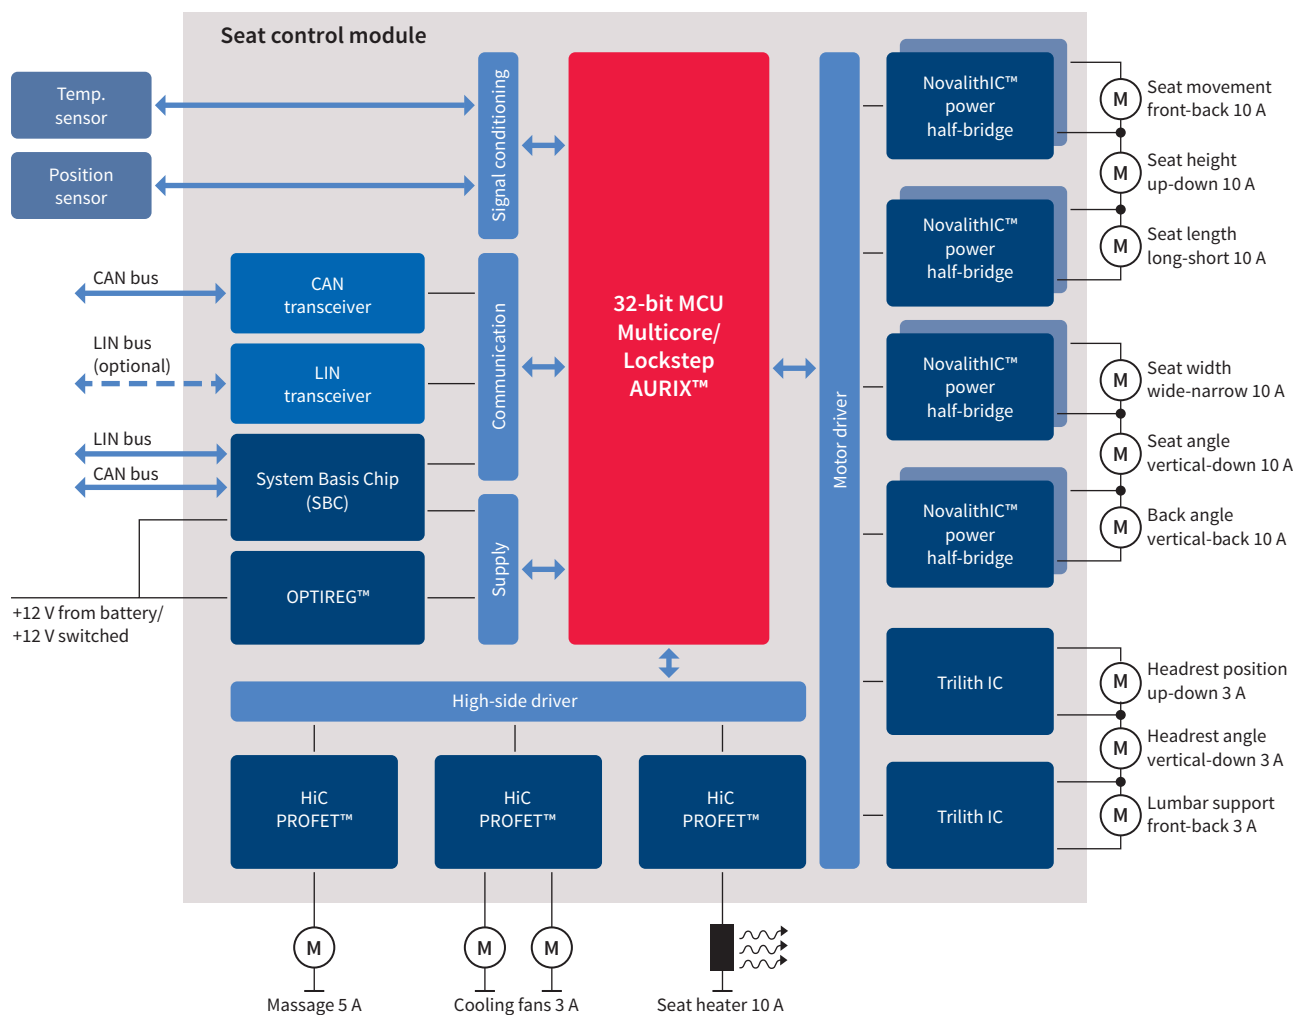 Seat control module
Temp.
sensor
Position
sensor
Signal conditioning
CAN bus
CAN
transceiver
LIN bus
(optional)
LIN
transceiver
Communication
LIN bus
CAN bus
System Basis Chip
(SBC)
Supply
OPTIREG™
+12 V from battery/
+12 V switched
32-bit MCU
Multicore/
Lockstep
AURIX™
High-side driver
HiC
PROFET™
HiC
PROFET™
HiC
PROFET™
M
M
M
Massage 5 A
Cooling fans 3 A
Seat heater 10 A
Motor driver
NovalithIC™
power
half-bridge
NovalithIC™
power
half-bridge
NovalithIC™
power
half-bridge
NovalithIC™
power
half-bridge
Trilith IC
Trilith IC
M
Seat movement
front-back 10 A
M
Seat height
up-down 10 A
M
Seat length
long-short 10 A
M
Seat width
wide-narrow 10 A
M
Seat angle
vertical-down 10 A
M
Back angle
vertical-back 10 A
M
Headrest position
up-down 3 A
M
Headrest angle
vertical-down 3 A
M
Lumbar support
front-back 3 A